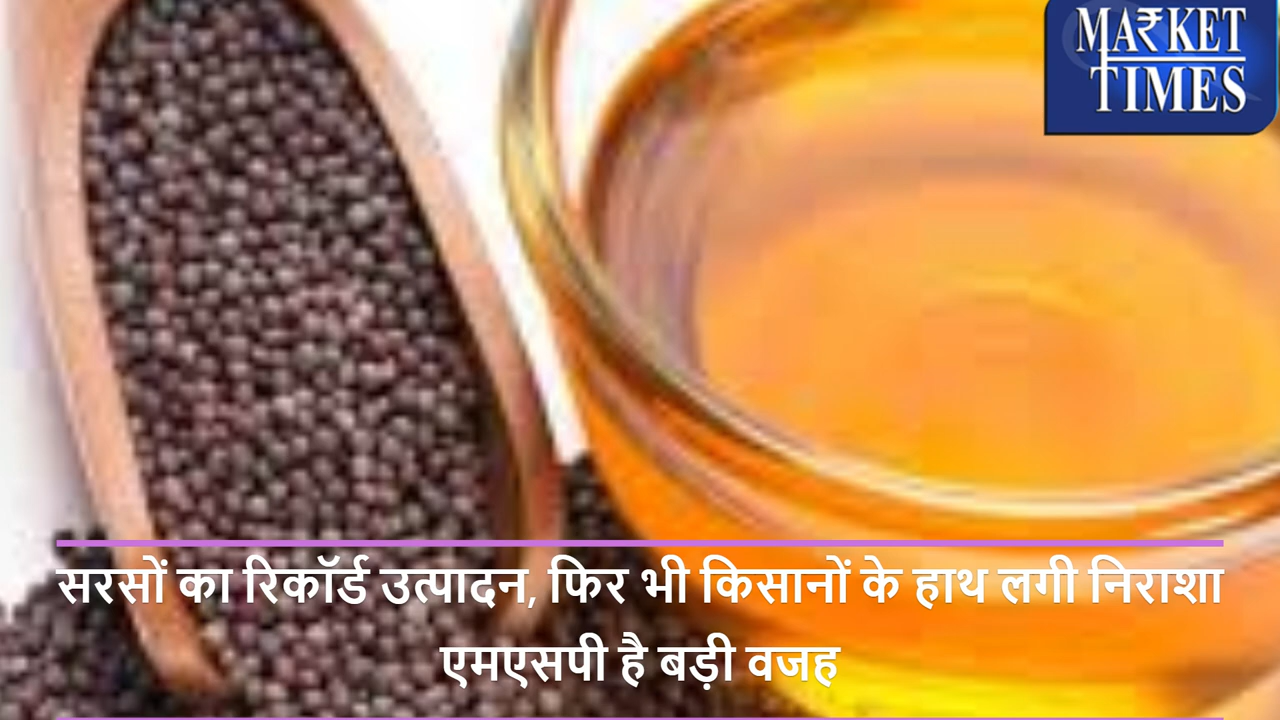 MA₹KET
TIMES
सरसों का रिकॉर्ड उत्पादन, फिर भी किसानों के हाथ लगी निराशा
एमएसपी है बड़ी वजह